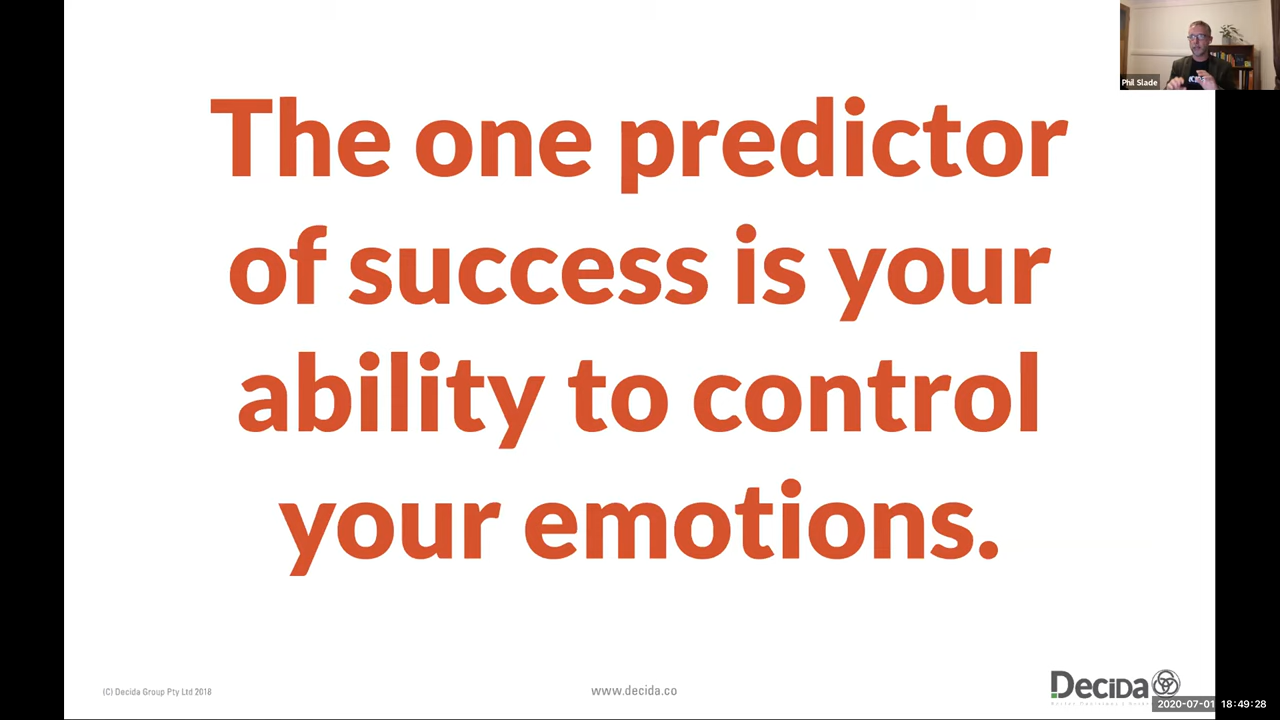 Phil Slade
The one predictor
of success is your
ability to control
your emotions.
(C) Decida Group Pty Ltd 2018
www.decida.co
Decida
2020-07-01 18:49:28